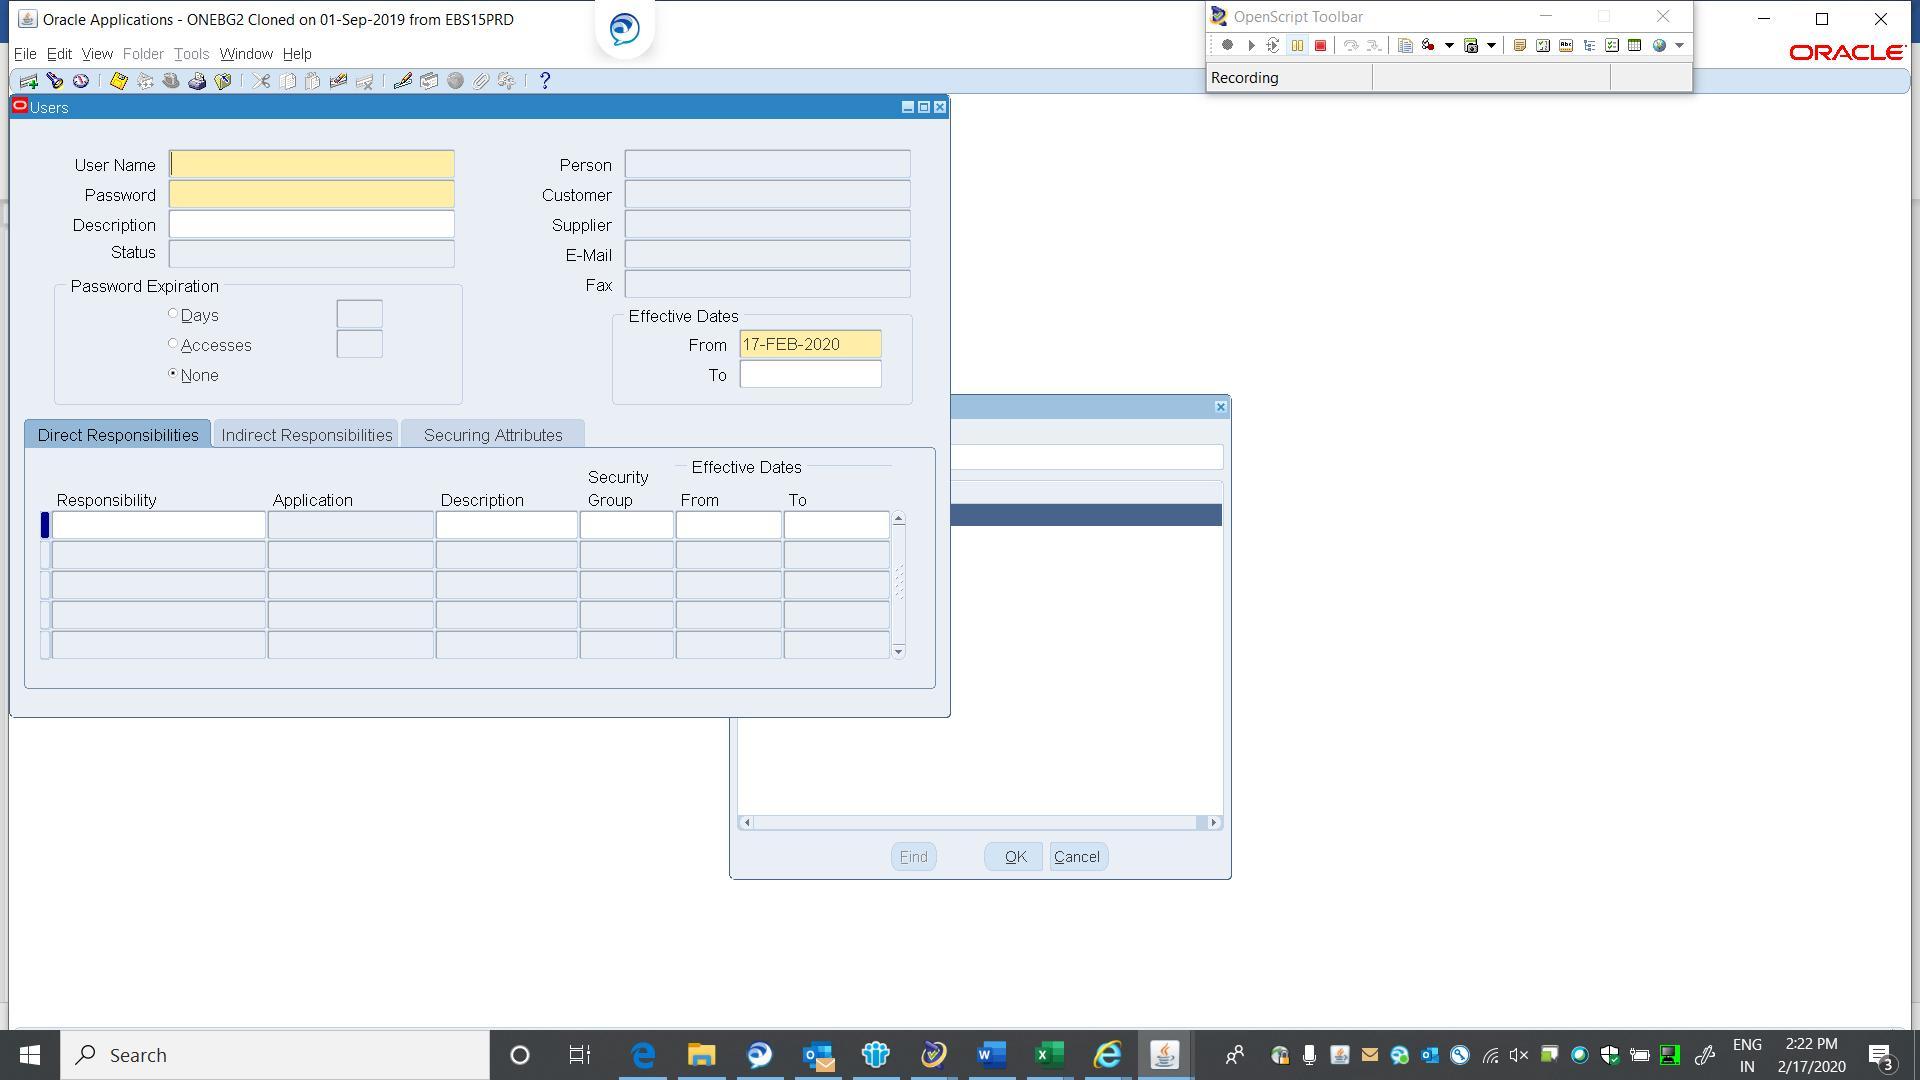 Oracle Applications - ONEBG2 Cloned on 01-Sep-2019 from EBS15PRD
OpenScript Toolbar
File Edit View Folder Tools Window Help
ORACLE
Recording
Users
User Name
Password
Description
Status
Person
Customer
Supplier
E-Mail
Fax
Password Expiration
Days
Accesses
None
Effective Dates
From 17-FEB-2020
To
Direct Responsibilities Indirect Responsibilities Securing Attributes
Effective Dates
Security
Responsibility Application Description Group From To
Find OK Cancel
Search
ENG
IN
2:22 PM
2/17/2020
3